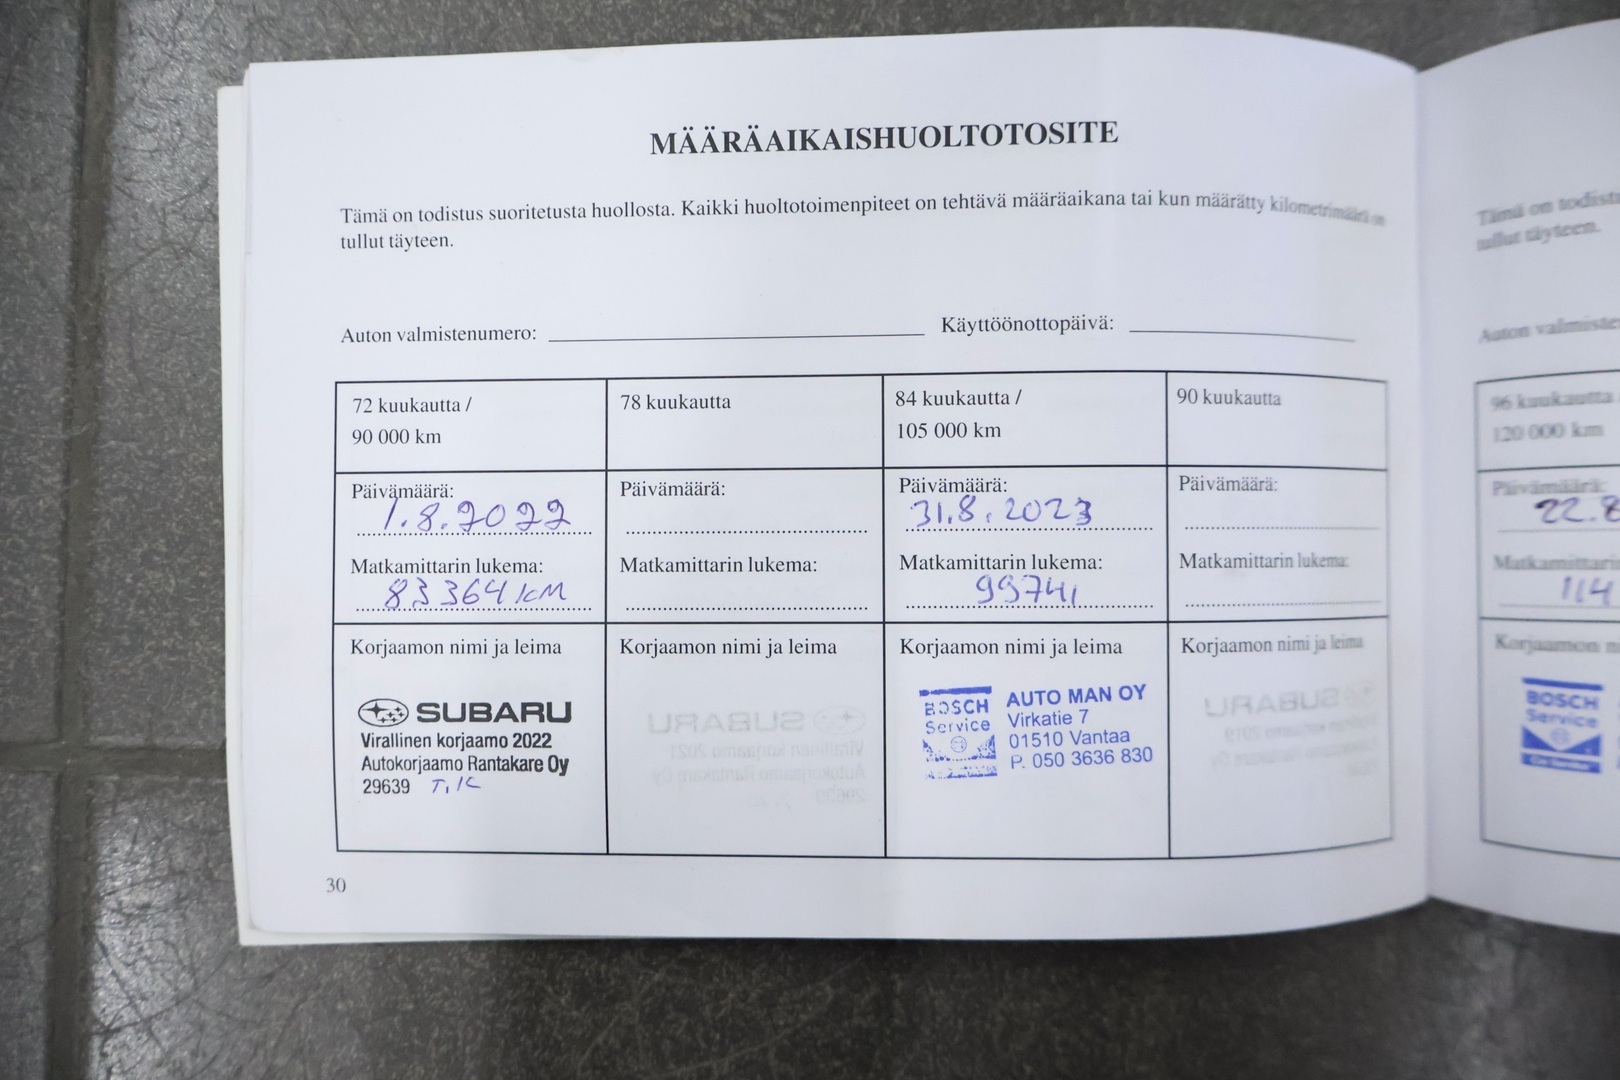 MÄÄRÄAIKAISHUOLTOTOSITE
Tämä on todistus suoritetusta huollosta. Kaikki huoltotoimenpiteet on tehtävä määräaikana tai kun määrätty kilometrimäärä on
tullut täyteen.
Auton valmistenumero: Käyttöönottopäivä:
72 kuukautta /
90 000 km
78 kuukautta
84 kuukautta /
105 000 km
90 kuukautta
Päivämäärä:
1.8.2022
Matkamittarin lukema:
83364 KM
Päivämäärä:
Matkamittarin lukema:
Päivämäärä:
31.8.2023
Matkamittarin lukema:
99741
Päivämäärä:
Matkamittarin lukema:
Korjaamon nimi ja leima
SUBARU
Virallinen korjaamo 2022
Autokorjaamo Rantakare Oy
29639 T.K
Korjaamon nimi ja leima
Korjaamon nimi ja leima
BOSCH
Service
AUTO MAN OY
Virkatie 7
01510 Vantaa
P. 050 3636 830
Korjaamon nimi ja leima
30
Tämä on
tullut täyteen.
Auton
96 kuukautta
120 000 km
Päivämäärä:
22.8
114
Korjaamon
BOSCH
Service